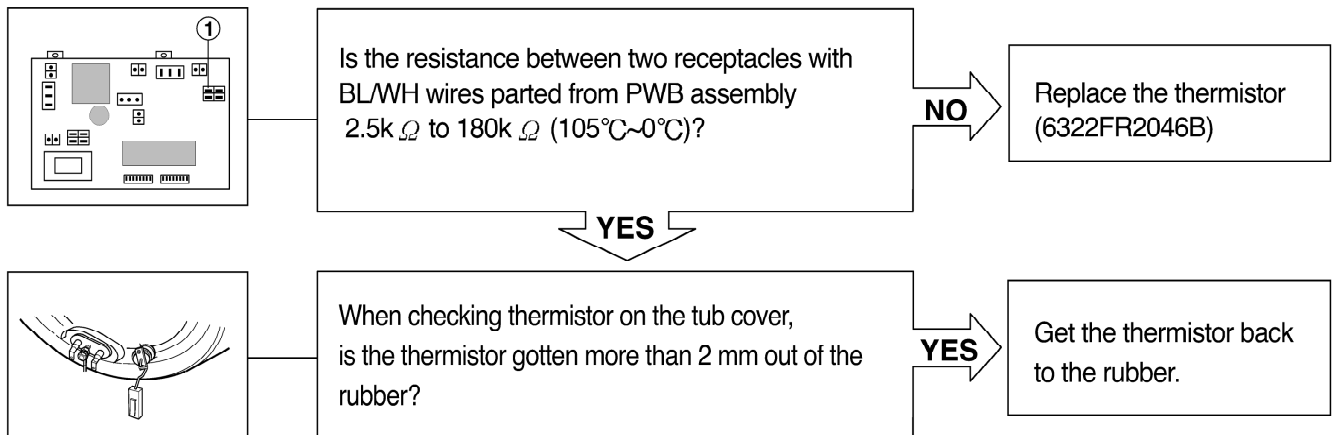 ①
Is the resistance between two receptacles with
BL/WH wires parted from PWB assembly
2.5k Ω to 180k Ω (105℃~0℃)?
NO
Replace the thermistor
(6322FR2046B)
YES
When checking thermistor on the tub cover,
is the thermistor gotten more than 2 mm out of the
rubber?
YES
Get the thermistor back
to the rubber.